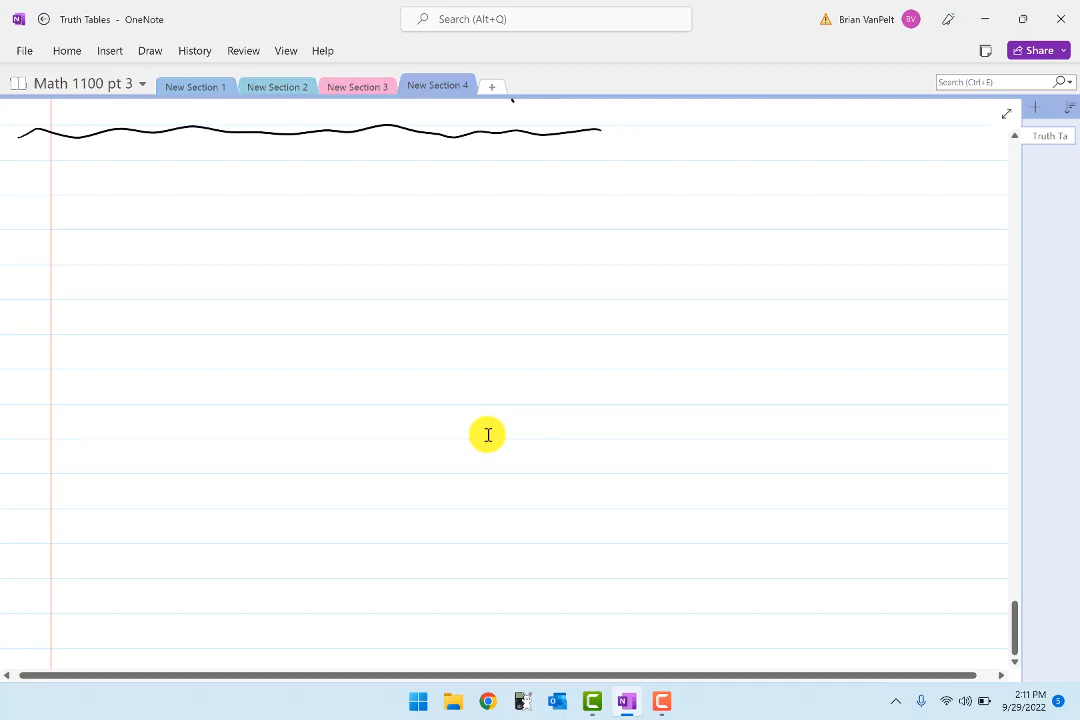 Truth Tables - OneNote
Search (Alt+Q)
Brian VanPelt
BV
File Home Insert Draw History Review View Help
Share
Math 1100 pt 3
New Section 1
New Section 2
New Section 3
New Section 4
Search (Ctrl+E)
Truth Ta
2:11 PM
9/29/2022
5